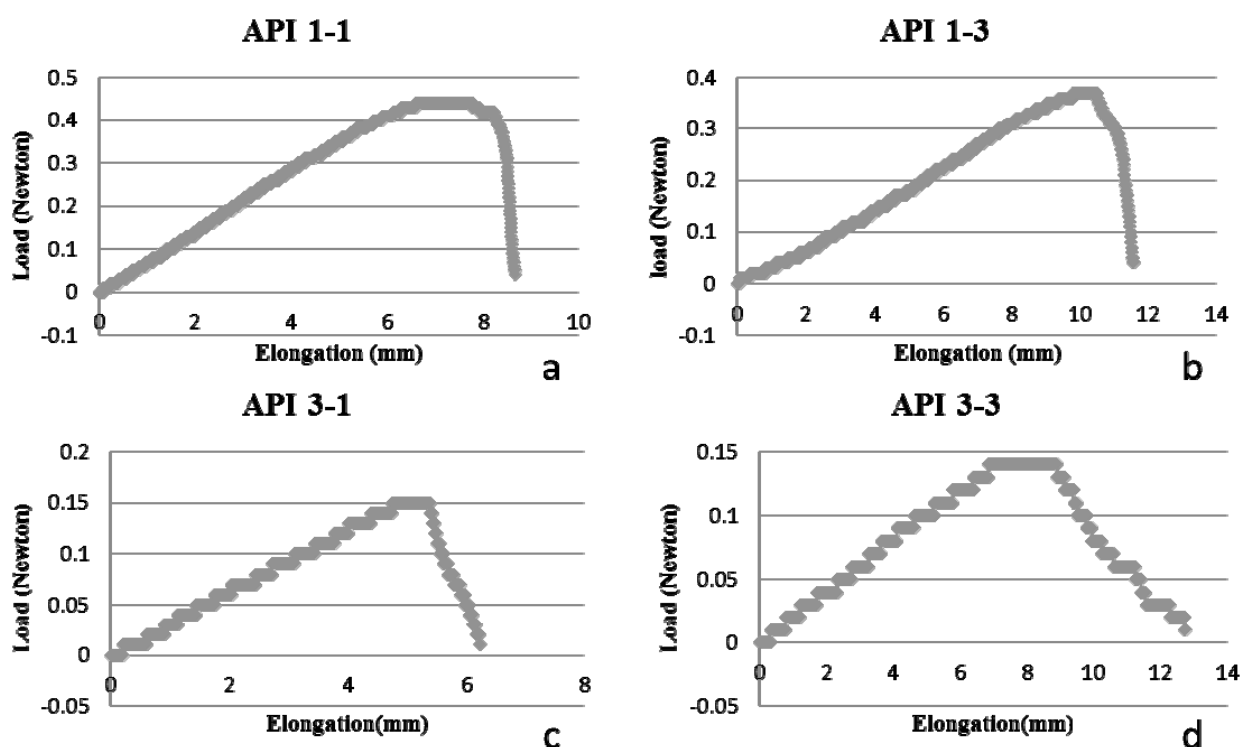 API 1-1
0.5
0.4
0.3
0.2
0.1
0
-0.1
0 2 4 6 8 10
Load (Newton)
Elongation (mm)
a
API 1-3
0.4
0.3
0.2
0.1
0
-0.1
0 2 4 6 8 10 12 14
load (Newton)
Elongation (mm)
b
API 3-1
0.2
0.15
0.1
0.05
0
-0.05
0 2 4 6 8
Load (Newton)
Elongation(mm)
c
API 3-3
0.15
0.1
0.05
0
-0.05
0 2 4 6 8 10 12 14
Load (Newton)
Elongation(mm)
d